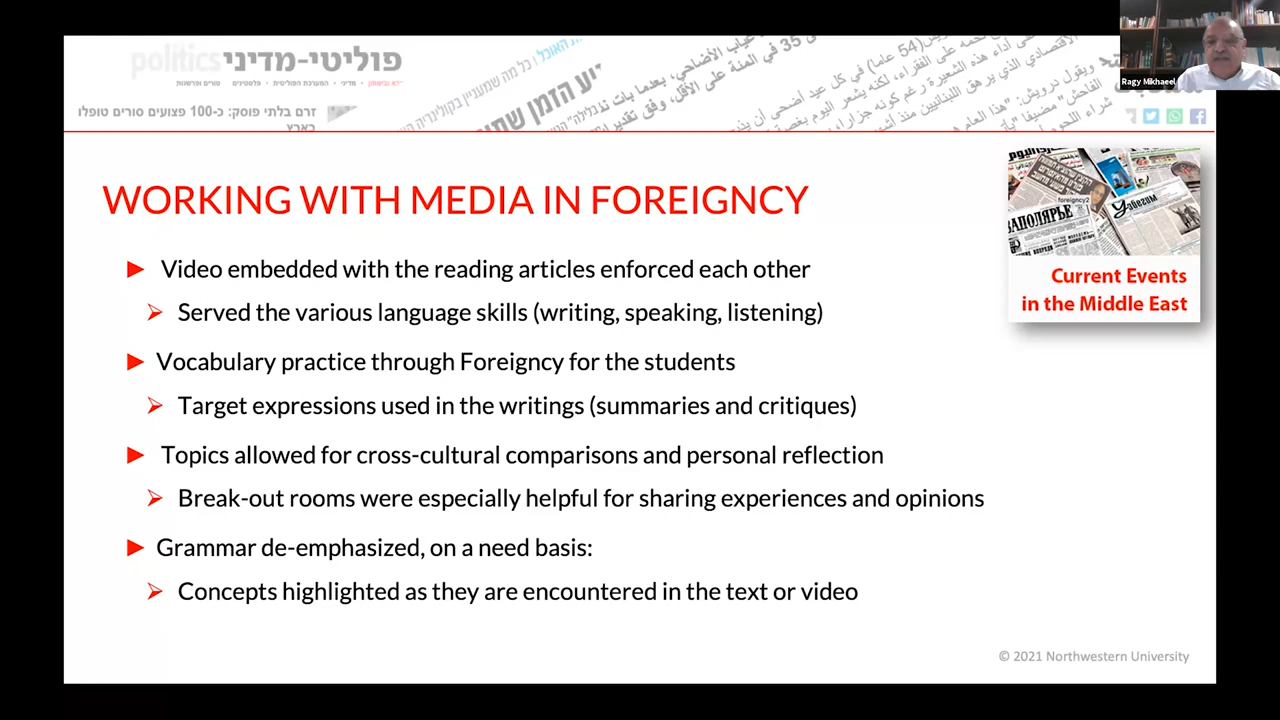 politics פוליטי-מדיני
זרם בלתי פוסק: כ-100 פצועים סורים טופלו
בארץ
Ragy Mikhaeel
WORKING WITH MEDIA IN FOREIGNCY
Video embedded with the reading articles enforced each other
Served the various language skills (writing, speaking, listening)
Vocabulary practice through Foreigncy for the students
Target expressions used in the writings (summaries and critiques)
Topics allowed for cross-cultural comparisons and personal reflection
Break-out rooms were especially helpful for sharing experiences and opinions
Grammar de-emphasized, on a need basis:
Concepts highlighted as they are encountered in the text or video
foreigncy2
ЗАПОЛЯРЬЕ
Current Events
in the Middle East
© 2021 Northwestern University